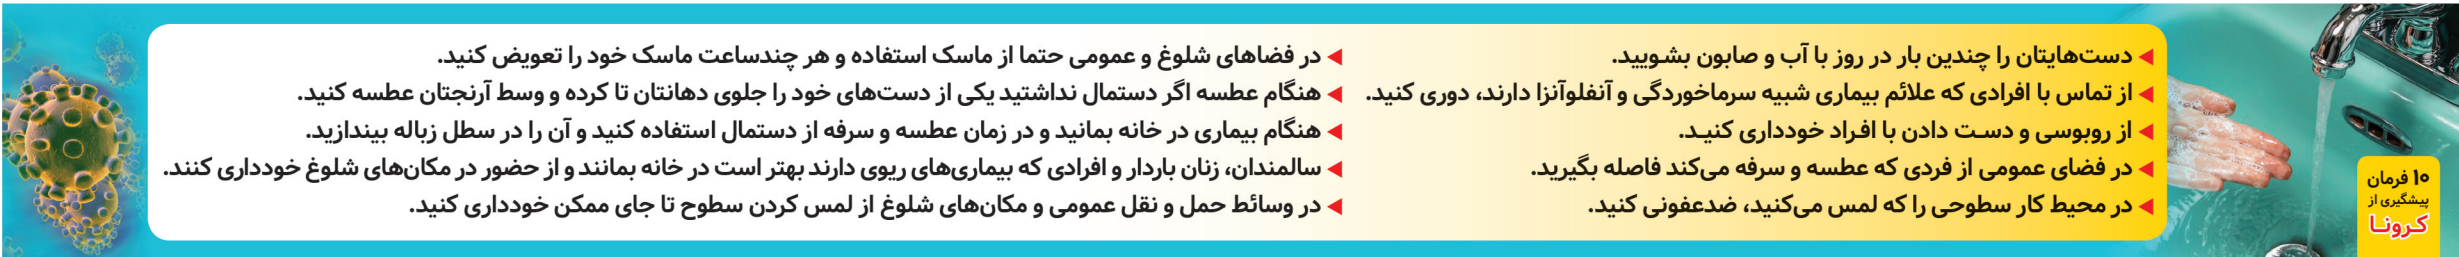 ۱۰ فرمان
پیشگیری از
کـرونـا
دست‌هایتان را چندین بار در روز با آب و صابون بشـویید.
از تماس با افرادی که علائم بیماری شبیه سرماخوردگی و آنفلوآنزا دارند، دوری کنید.
از روبوسی و دسـت دادن با افـراد خودداری کنیـد.
در فضای عمومی از فردی که عطسه و سرفه می‌کند فاصله بگیرید.
در محیط کار سطوحی را که لمس می‌کنید، ضدعفونی کنید.
در فضاهای شلوغ و عمومی حتما از ماسک استفاده و هر چندساعت ماسک خود را تعویض کنید.
هنگام عطسه اگر دستمال نداشتید یکی از دست‌های خود را جلوی دهانتان تا کرده و وسط آرنجتان عطسه کنید.
هنگام بیماری در خانه بمانید و در زمان عطسه و سرفه از دستمال استفاده کنید و آن را در سطل زباله بیندازید.
سالمندان، زنان باردار و افرادی که بیماری‌های ریوی دارند بهتر است در خانه بمانند و از حضور در مکان‌های شلوغ خودداری کنند.
در وسائط حمل و نقل عمومی و مکان‌های شلوغ از لمس کردن سطوح تا جای ممکن خودداری کنید.